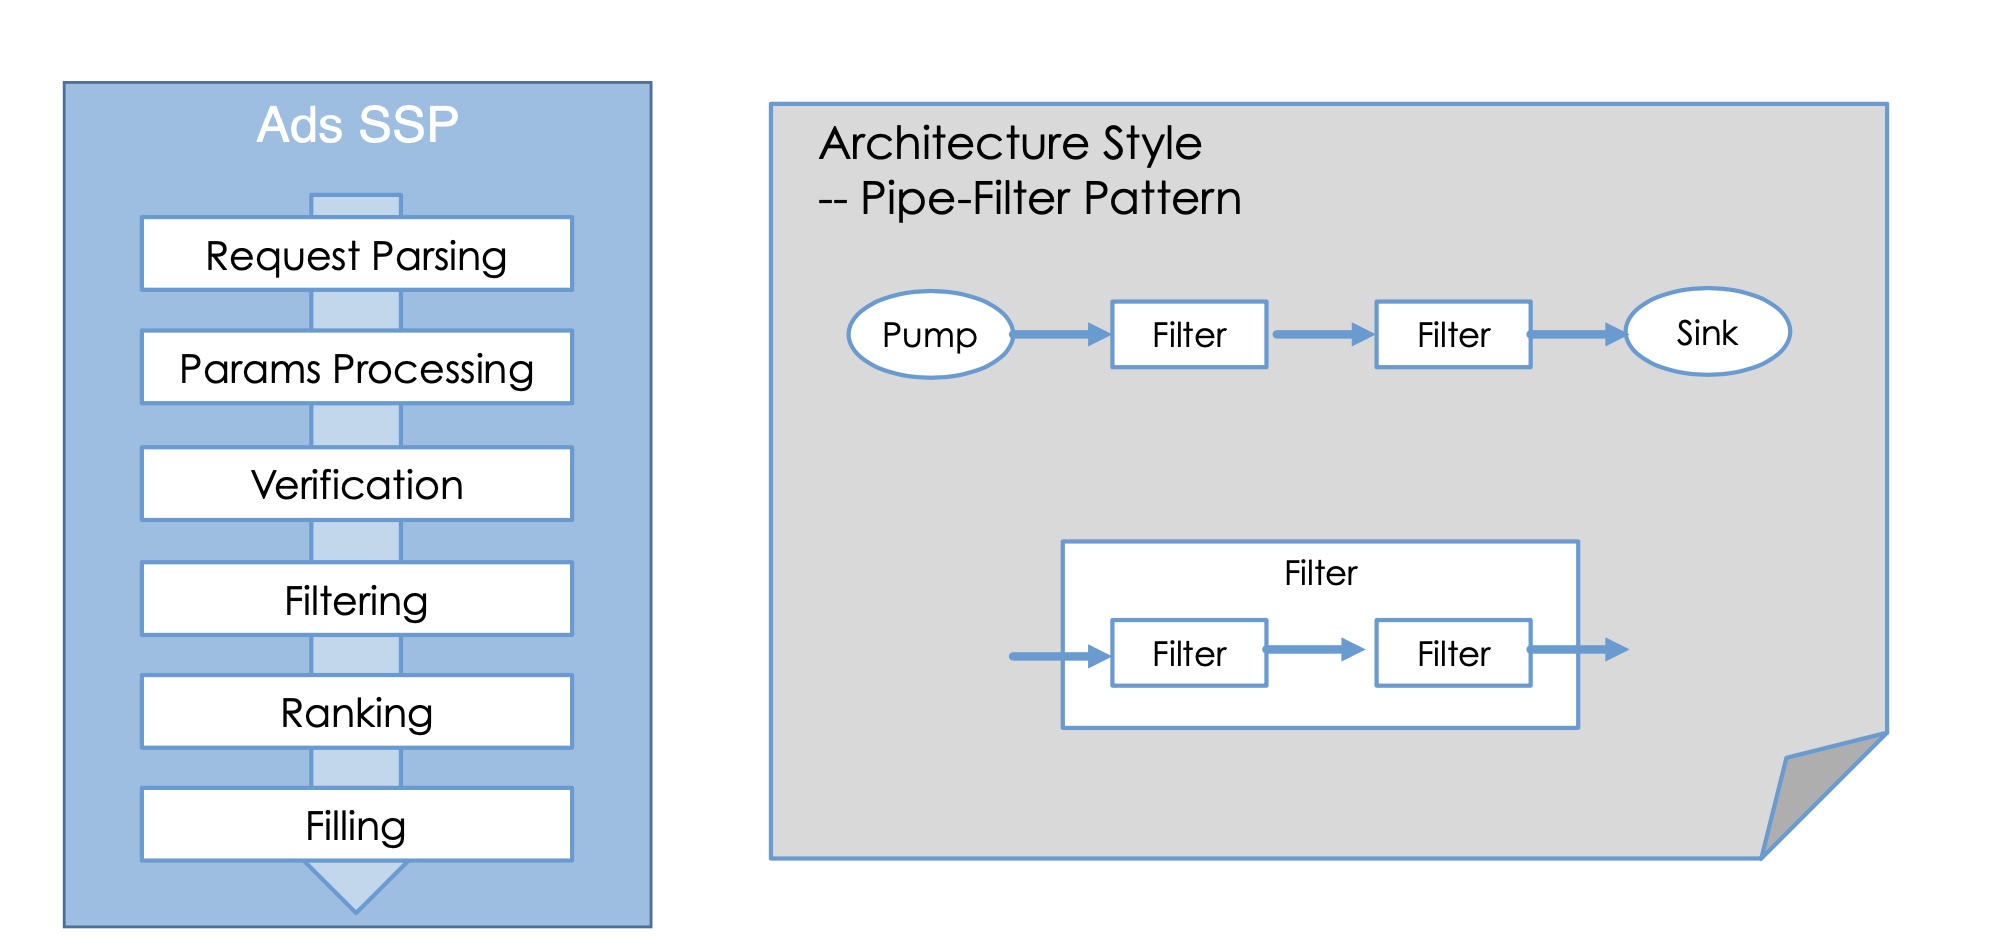 Ads SSP
Request Parsing
Params Processing
Verification
Filtering
Ranking
Filling
Architecture Style
-- Pipe-Filter Pattern
Pump
Filter
Filter
Sink
Filter
Filter
Filter